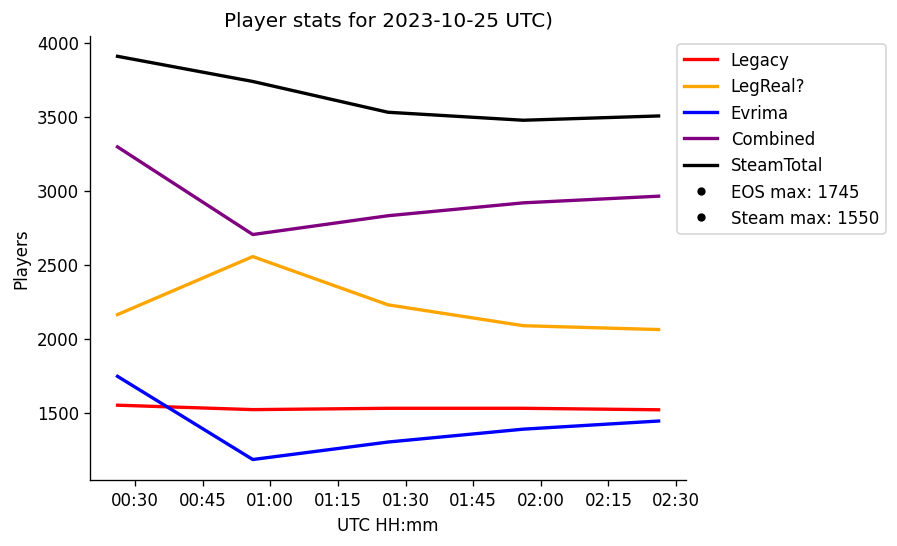 Player stats for 2023-10-25 UTC)
4000
3500
3000
2500
2000
1500
Players
00:30 00:45 01:00 01:15 01:30 01:45 02:00 02:15 02:30
UTC HH:mm
Legacy
LegReal?
Evrima
Combined
SteamTotal
EOS max: 1745
Steam max: 1550